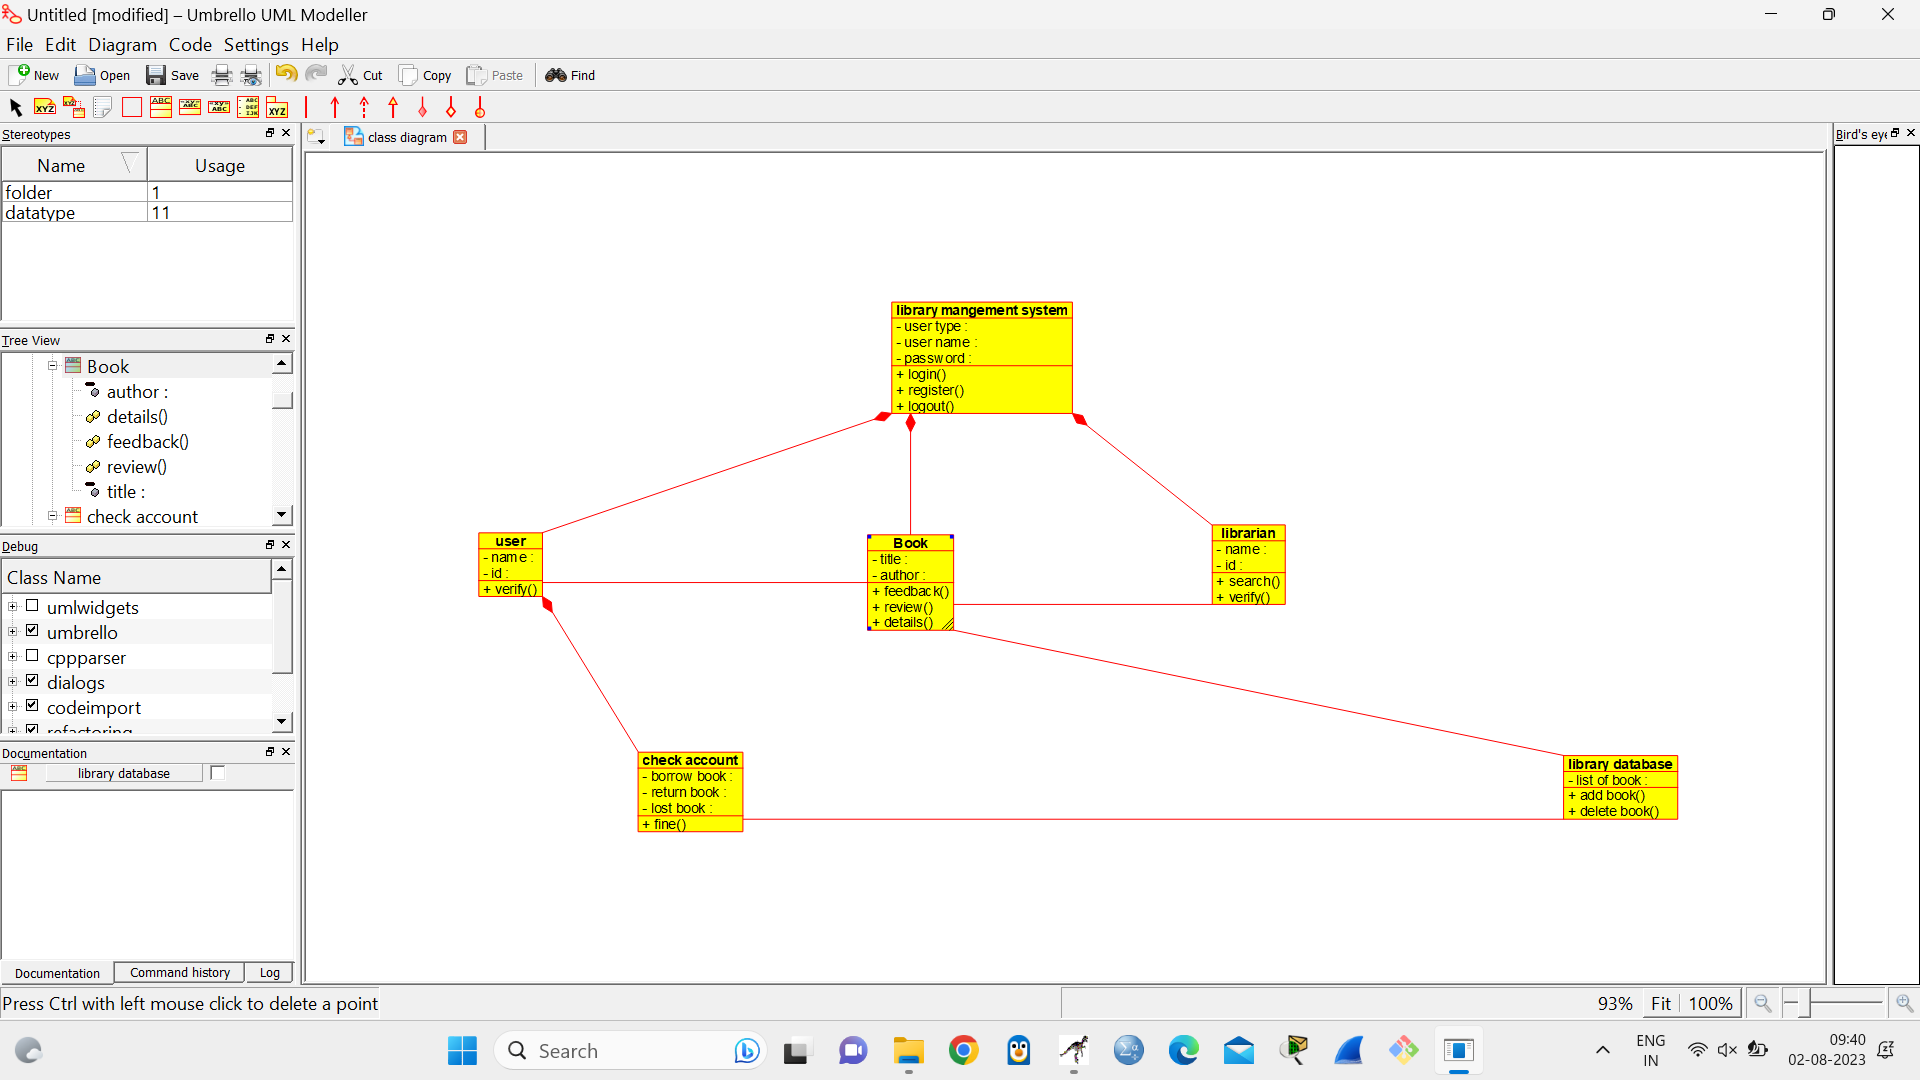 Untitled [modified] – Umbrello UML Modeller
File Edit Diagram Code Settings Help
New Open Save Cut Copy Paste Find
Stereotypes
Name Usage
folder 1
datatype 11
Tree View
Book
author :
details()
feedback()
review()
title :
check account
Debug
Class Name
umlwidgets
umbrello
cppparser
dialogs
codeimport
refactoring
Documentation
library database
Documentation Command history Log
class diagram
Bird's eye
library mangement system
- user type :
- user name :
- password :
+ login()
+ register()
+ logout()
user
- name :
- id :
+ verify()
Book
- title :
- author :
+ feedback()
+ review()
+ details()
librarian
- name :
- id :
+ search()
+ verify()
check account
- borrow book :
- return book :
- lost book :
+ fine()
library database
- list of book :
+ add book()
+ delete book()
Press Ctrl with left mouse click to delete a point
93% Fit 100%
Search
ENG
IN
09:40
02-08-2023